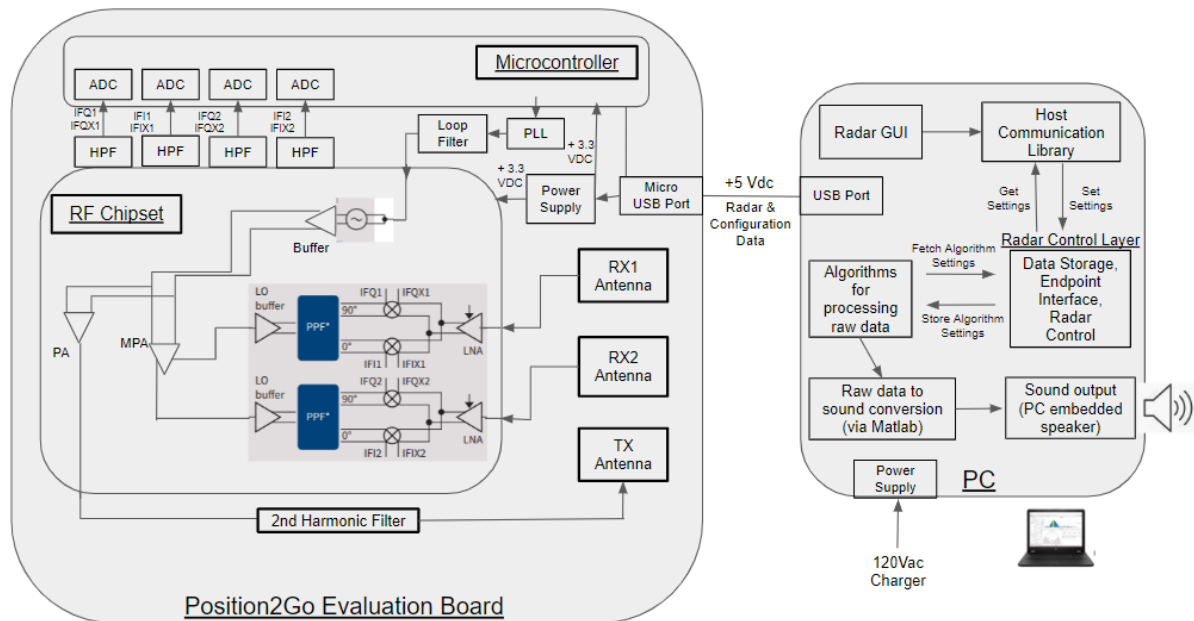 Microcontroller
ADC
ADC
ADC
ADC
IFQ1
IFQX1
IFI1
IFIX1
IFQ2
IFQX2
IFI2
IFIX2
HPF
HPF
HPF
HPF
Loop
Filter
PLL
+ 3.3
VDC
+ 3.3
VDC
Power
Supply
Micro
USB Port
RF Chipset
Buffer
PA
MPA
LO
buffer
PPF*
90°
0°
IFQ1
IFQX1
IFI1
IFIX1
LNA
LO
buffer
PPF*
90°
0°
IFQ2
IFQX2
IFI2
IFIX2
LNA
RX1
Antenna
RX2
Antenna
TX
Antenna
2nd Harmonic Filter
Position2Go Evaluation Board
+5 Vdc
Radar &
Configuration
Data
Radar GUI
Host
Communication
Library
USB Port
Get
Settings
Set
Settings
Radar Control Layer
Fetch Algorithm
Settings
Algorithms
for
processing
raw data
Data Storage,
Endpoint
Interface,
Radar
Control
Store Algorithm
Settings
Raw data to
sound conversion
(via Matlab)
Sound output
(PC embedded
speaker)
Power
Supply
PC
120Vac
Charger